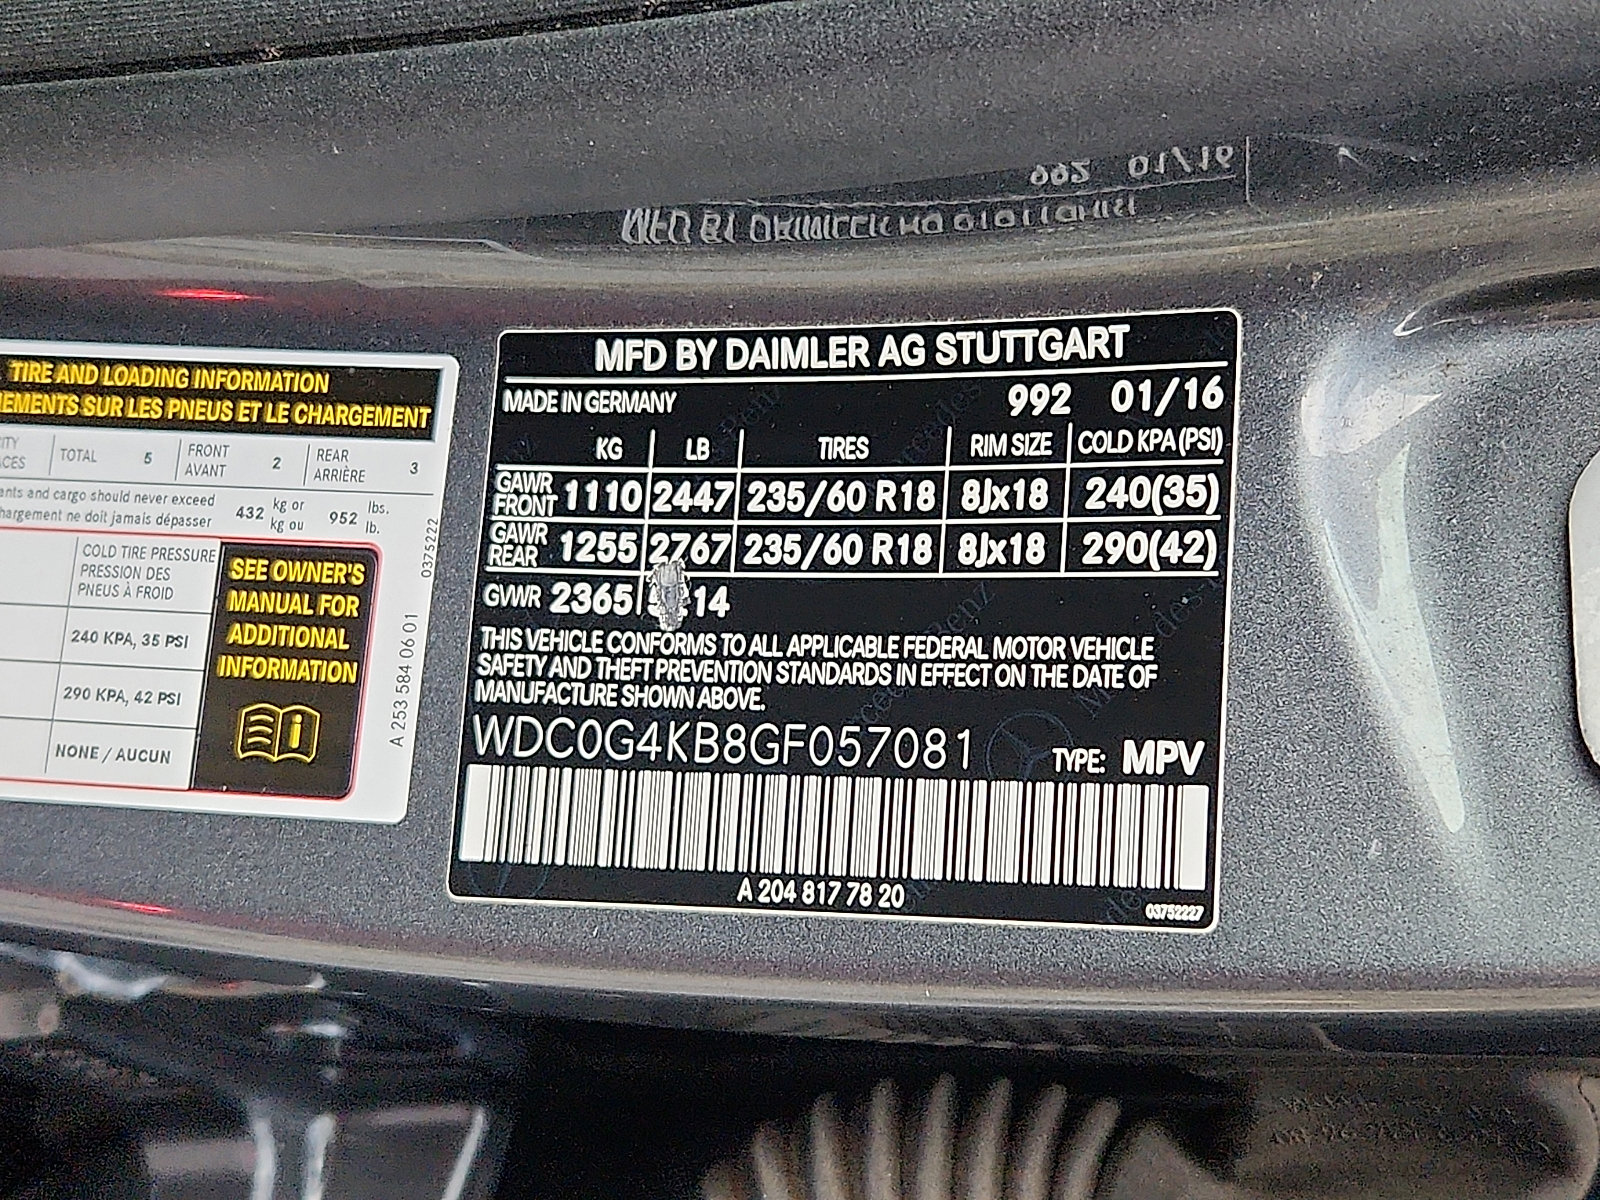 TIRE AND LOADING INFORMATION
SUR LES PNEUS ET LE CHARGEMENT
TOTAL 5 FRONT AVANT 2 REAR ARRIÈRE 3
and cargo should never exceed 432 kg or 952 lbs.
ne doit jamais dépasser kg ou lb.
COLD TIRE PRESSURE
PRESSION DES
PNEUS À FROID
240 KPA, 35 PSI
290 KPA, 42 PSI
NONE / AUCUN
SEE OWNER'S
MANUAL FOR
ADDITIONAL
INFORMATION
0375222
A 253 584 06 01
MFD BY DAIMLER AG STUTTGART
MADE IN GERMANY 992 01/16
KG LB TIRES RIM SIZE COLD KPA (PSI)
GAWR FRONT 1110 2447 235/60 R18 8Jx18 240(35)
GAWR REAR 1255 2767 235/60 R18 8Jx18 290(42)
GVWR 2365
THIS VEHICLE CONFORMS TO ALL APPLICABLE FEDERAL MOTOR VEHICLE
SAFETY AND THEFT PREVENTION STANDARDS IN EFFECT ON THE DATE OF
MANUFACTURE SHOWN ABOVE.
WDC0G4KB8GF057081 TYPE: MPV
A 204 817 78 20
03752227